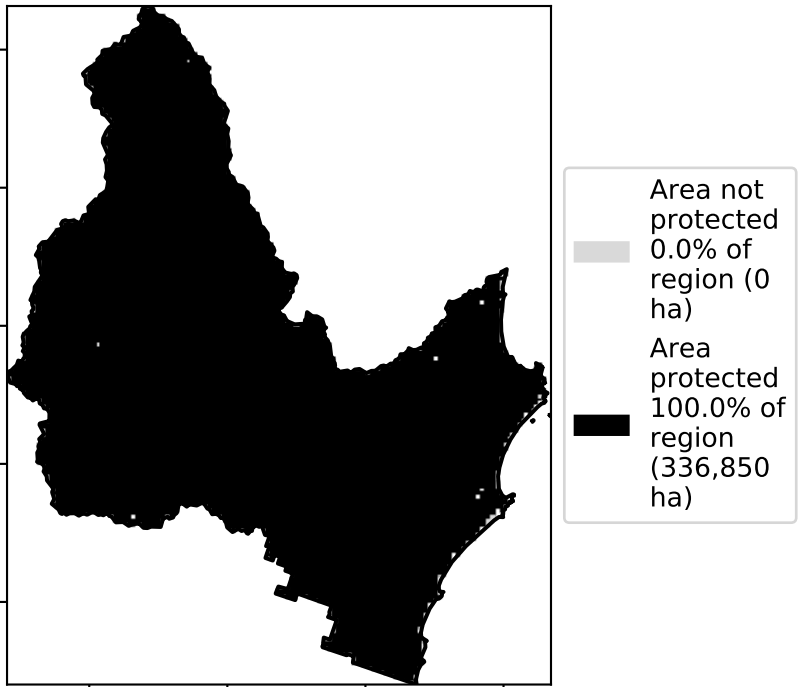 Area not
protected
0.0% of
region (0
ha)
Area
protected
100.0% of
region
(336,850
ha)